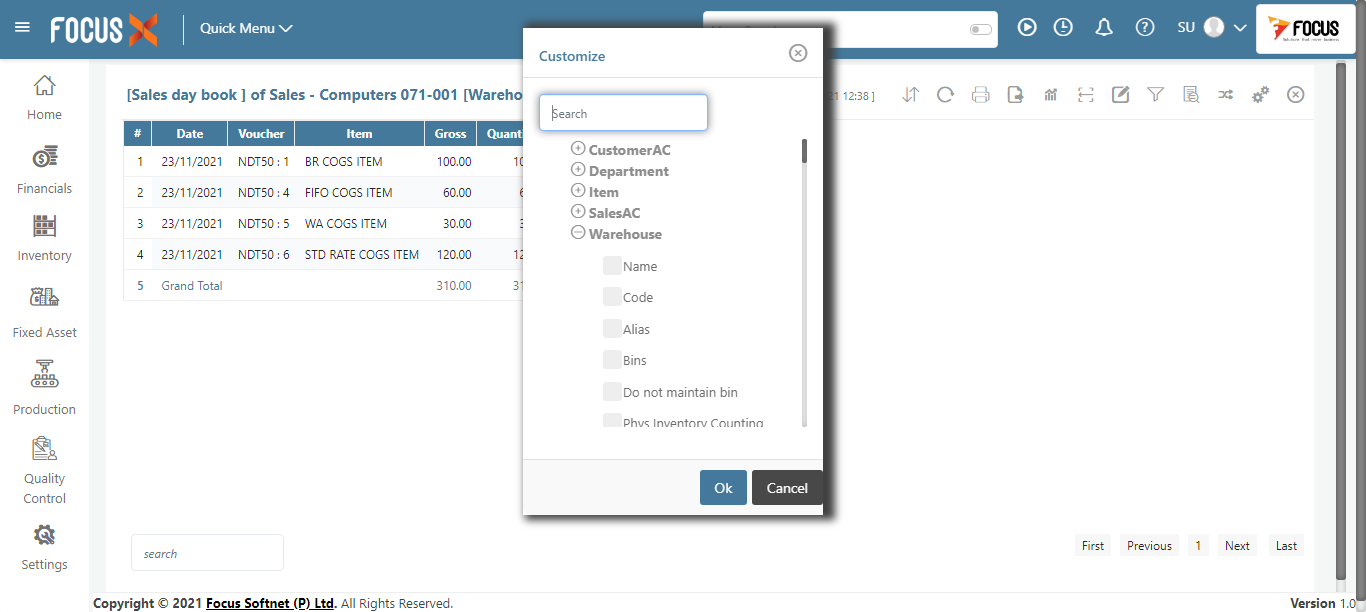 FOCUS X
Quick Menu
SU
FOCUS
Customize
Search
CustomerAC
Department
Item
SalesAC
Warehouse
Name
Code
Alias
Bins
Do not maintain bin
Phys Inventory Counting
Ok
Cancel
Home
Financials
Inventory
Fixed Asset
Production
Quality
Control
Settings
[Sales day book ] of Sales - Computers 071-001 [Wareho
21 12:38 ]
# Date Voucher Item Gross Quant
1 23/11/2021 NDT50 : 1 BR COGS ITEM 100.00 10
2 23/11/2021 NDT50 : 4 FIFO COGS ITEM 60.00 6
3 23/11/2021 NDT50 : 5 WA COGS ITEM 30.00 3
4 23/11/2021 NDT50 : 6 STD RATE COGS ITEM 120.00 12
5 Grand Total 310.00 31
search
First Previous 1 Next Last
Copyright © 2021 Focus Softnet (P) Ltd. All Rights Reserved.
Version 1.0